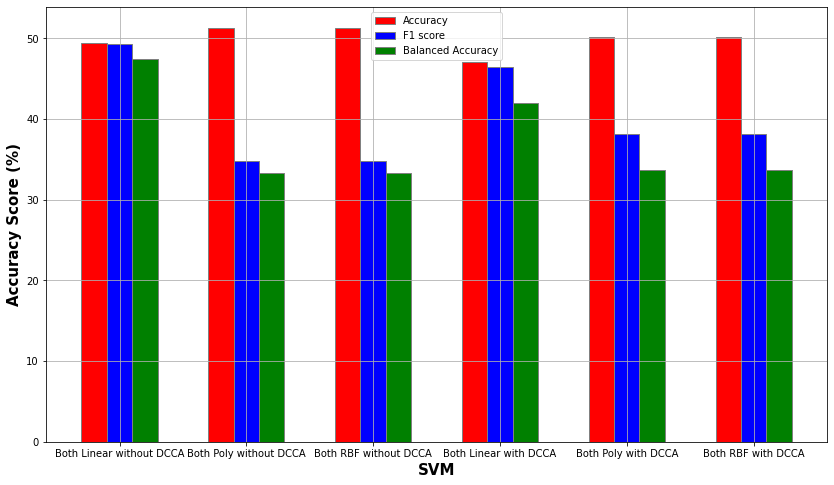 Accuracy
F1 score
Balanced Accuracy
Accuracy Score (%)
50
40
30
20
10
0
Both Linear without DCCA Both Poly without DCCA Both RBF without DCCA Both Linear with DCCA Both Poly with DCCA Both RBF with DCCA
SVM